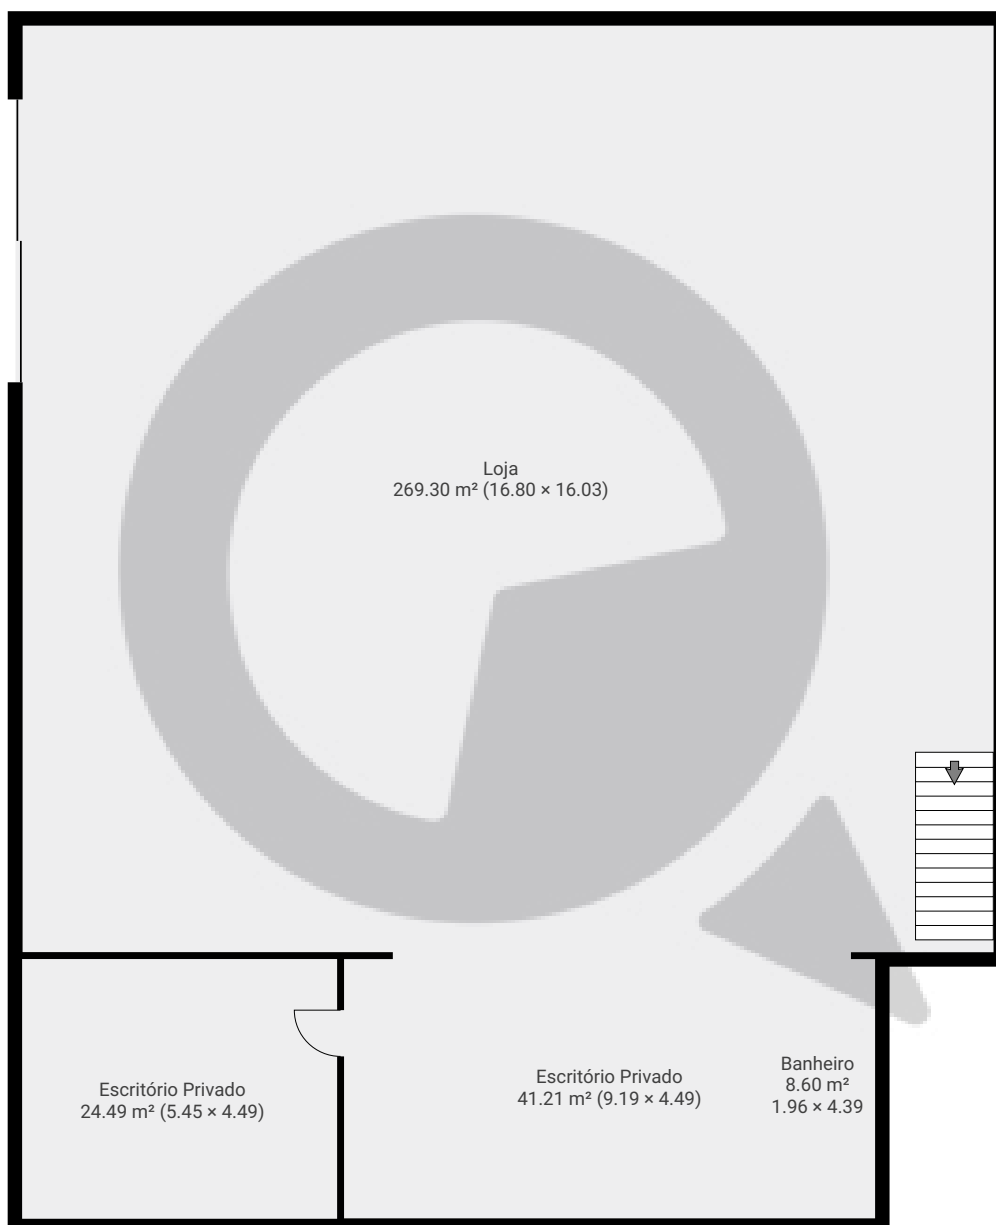 Loja
269.30 m² (16.80 × 16.03)
Escritório Privado
24.49 m² (5.45 × 4.49)
Escritório Privado
41.21 m² (9.19 × 4.49)
Banheiro
8.60 m²
1.96 × 4.39